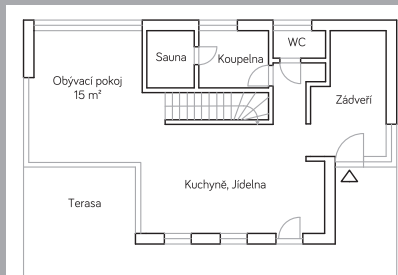 WC
Sauna
Koupelna
Obývací pokoj
15 m²
Zádveří
Kuchyně, Jídelna
Terasa